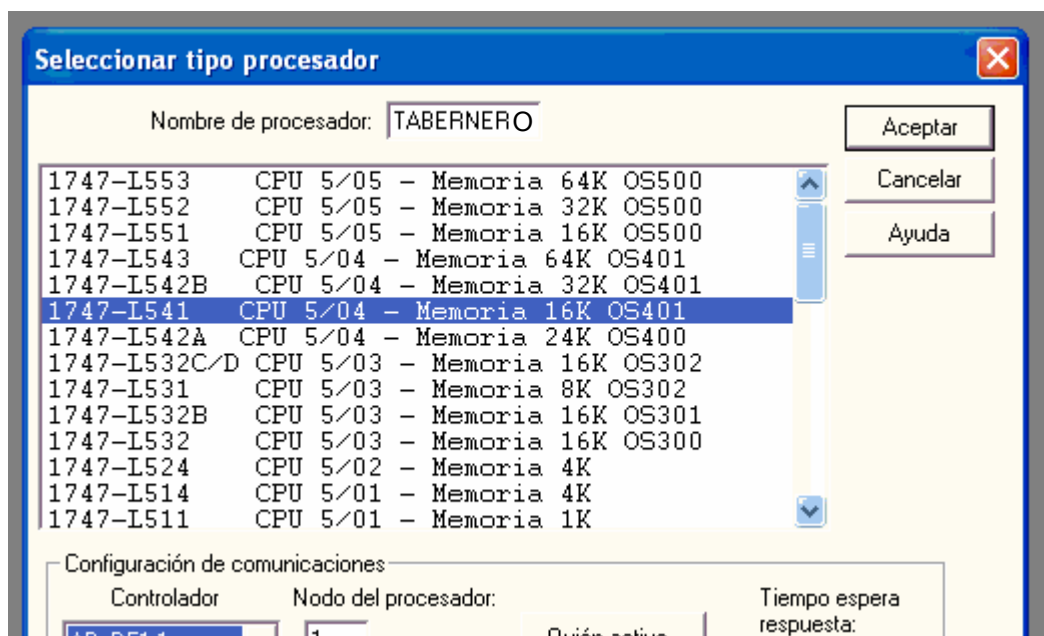 Seleccionar tipo procesador
Nombre de procesador: TABERNERO
Aceptar
1747-L553 CPU 5/05 - Memoria 64K OS500
Cancelar
1747-L552 CPU 5/05 - Memoria 32K OS500
1747-L551 CPU 5/05 - Memoria 16K OS500
Ayuda
1747-L543 CPU 5/04 - Memoria 64K OS401
1747-L542B CPU 5/04 - Memoria 32K OS401
1747-L541 CPU 5/04 - Memoria 16K OS401
1747-L542A CPU 5/04 - Memoria 24K OS400
1747-L532C/D CPU 5/03 - Memoria 16K OS302
1747-L531 CPU 5/03 - Memoria 8K OS302
1747-L532B CPU 5/03 - Memoria 16K OS301
1747-L532 CPU 5/03 - Memoria 16K OS300
1747-L524 CPU 5/02 - Memoria 4K
1747-L514 CPU 5/01 - Memoria 4K
1747-L511 CPU 5/01 - Memoria 1K
Configuración de comunicaciones
Controlador Nodo del procesador: Tiempo espera
respuesta:
1 Quién activo